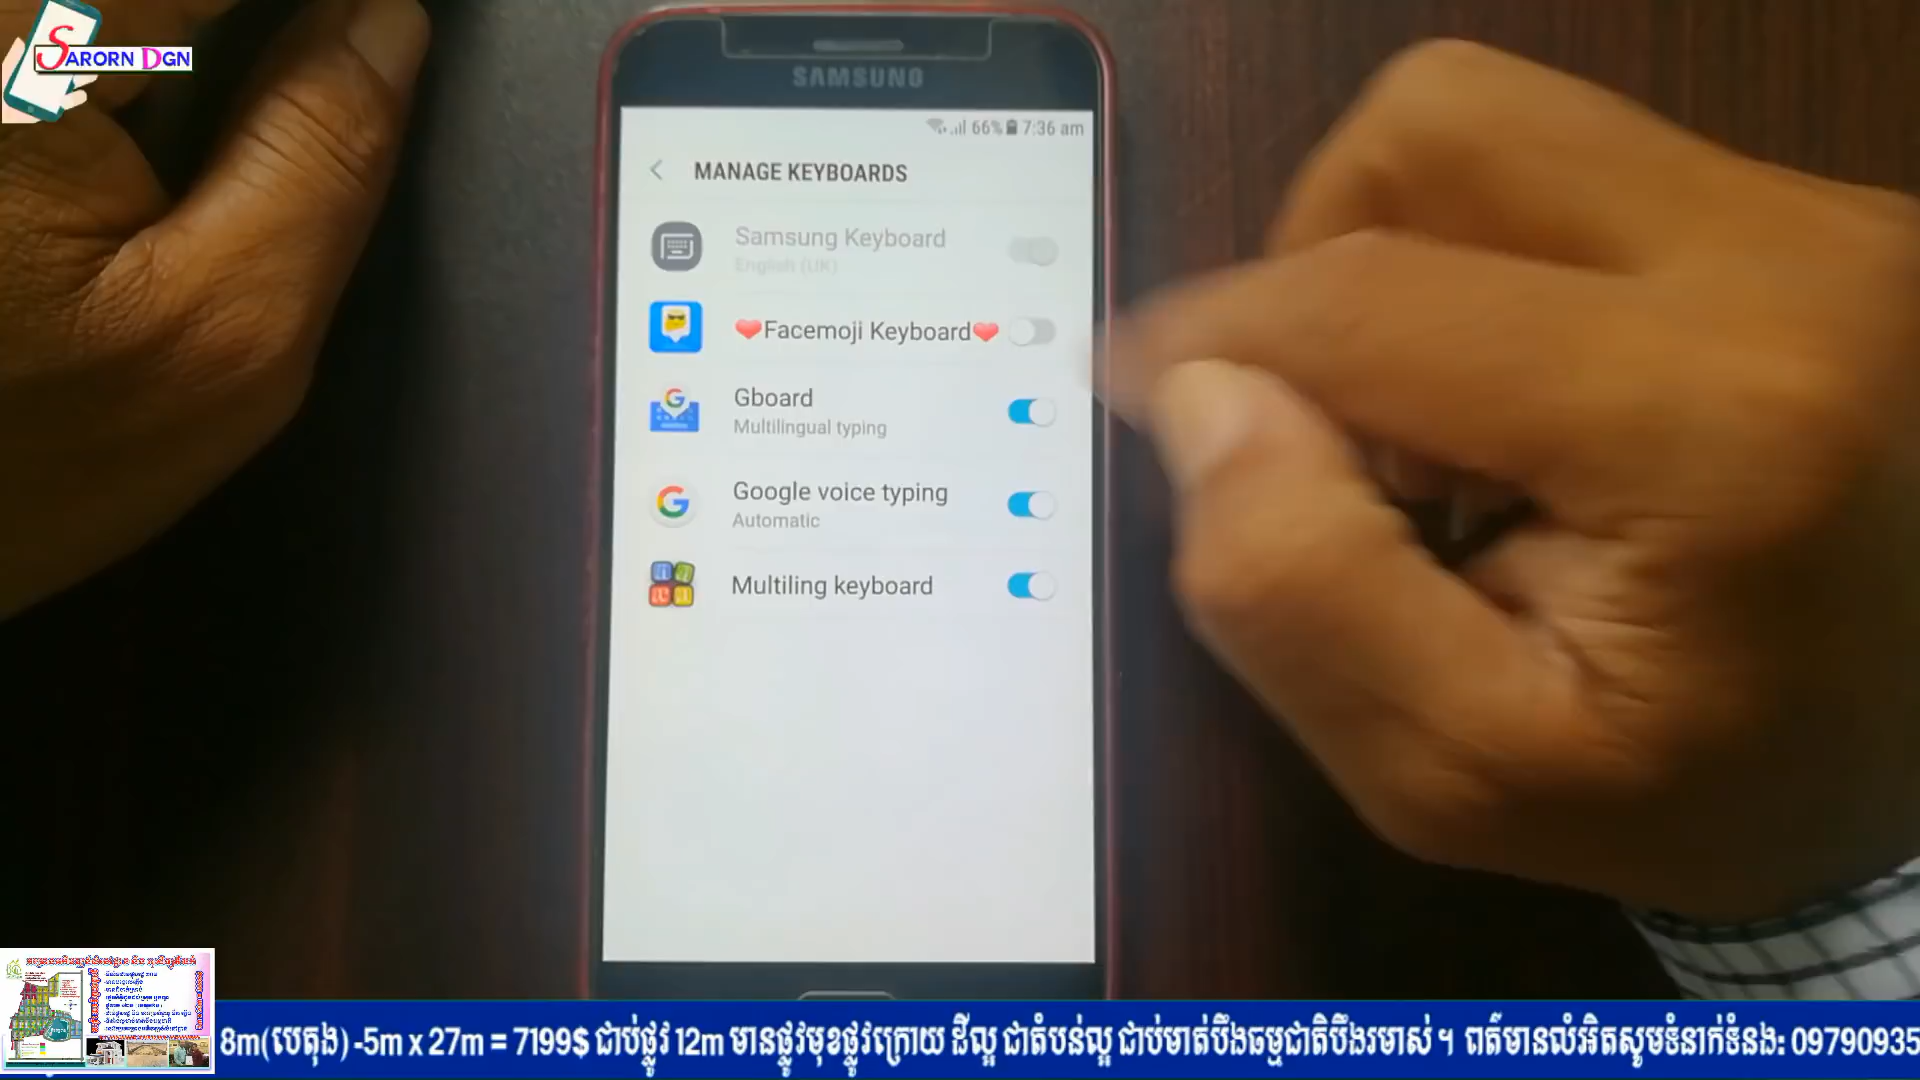 SARORN DGN
SAMSUNG
66% 7:36 am
MANAGE KEYBOARDS
Samsung Keyboard
English (UK)
❤Facemoji Keyboard❤
Gboard
Multilingual typing
Google voice typing
Automatic
Multiling keyboard
8m(បេតុង) -5m x 27m = 7199$ ជាប់ផ្លូវ 12m មានផ្លូវមុខផ្លូវក្រោយ ដីល្អ ជាតំបន់ល្អ ជាប់មាត់បឹងធម្មជាតិបឹងរមាស់ ។ ពត៌មានលំអិតសូមទំនាក់ទំនង: 09790935